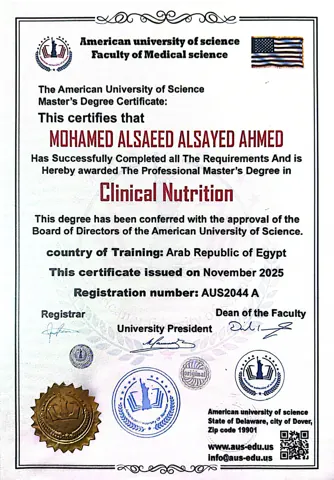 American university of science
Faculty of Medical science
The American University of Science
Master's Degree Certificate:
This certifies that
MOHAMED ALSAEED ALSAYED AHMED
Has Successfully Completed all The Requirements And is
Hereby awarded The Professional Master's Degree in
Clinical Nutrition
This degree has been conferred with the approval of the
Board of Directors of the American University of Science.
country of Training: Arab Republic of Egypt
This certificate issued on November 2025
Registration number: AUS2044 A
Registrar
Dean of the Faculty
University President
original
American university of science
State of Delaware, city of Dover,
Zip code 19901
www.aus-edu.us
info@aus-edu.us